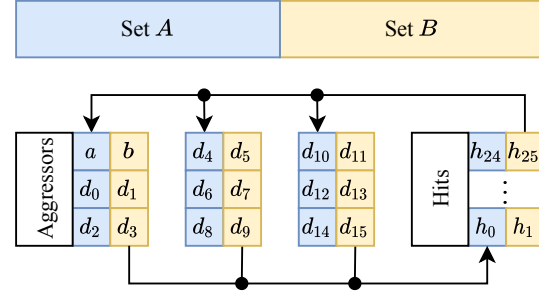 Set A Set B
Aggressors a b d₄ d₅ d₁₀ d₁₁ Hits h₂₄ h₂₅
d₀ d₁ d₆ d₇ d₁₂ d₁₃ ⋮
d₂ d₃ d₈ d₉ d₁₄ d₁₅ h₀ h₁